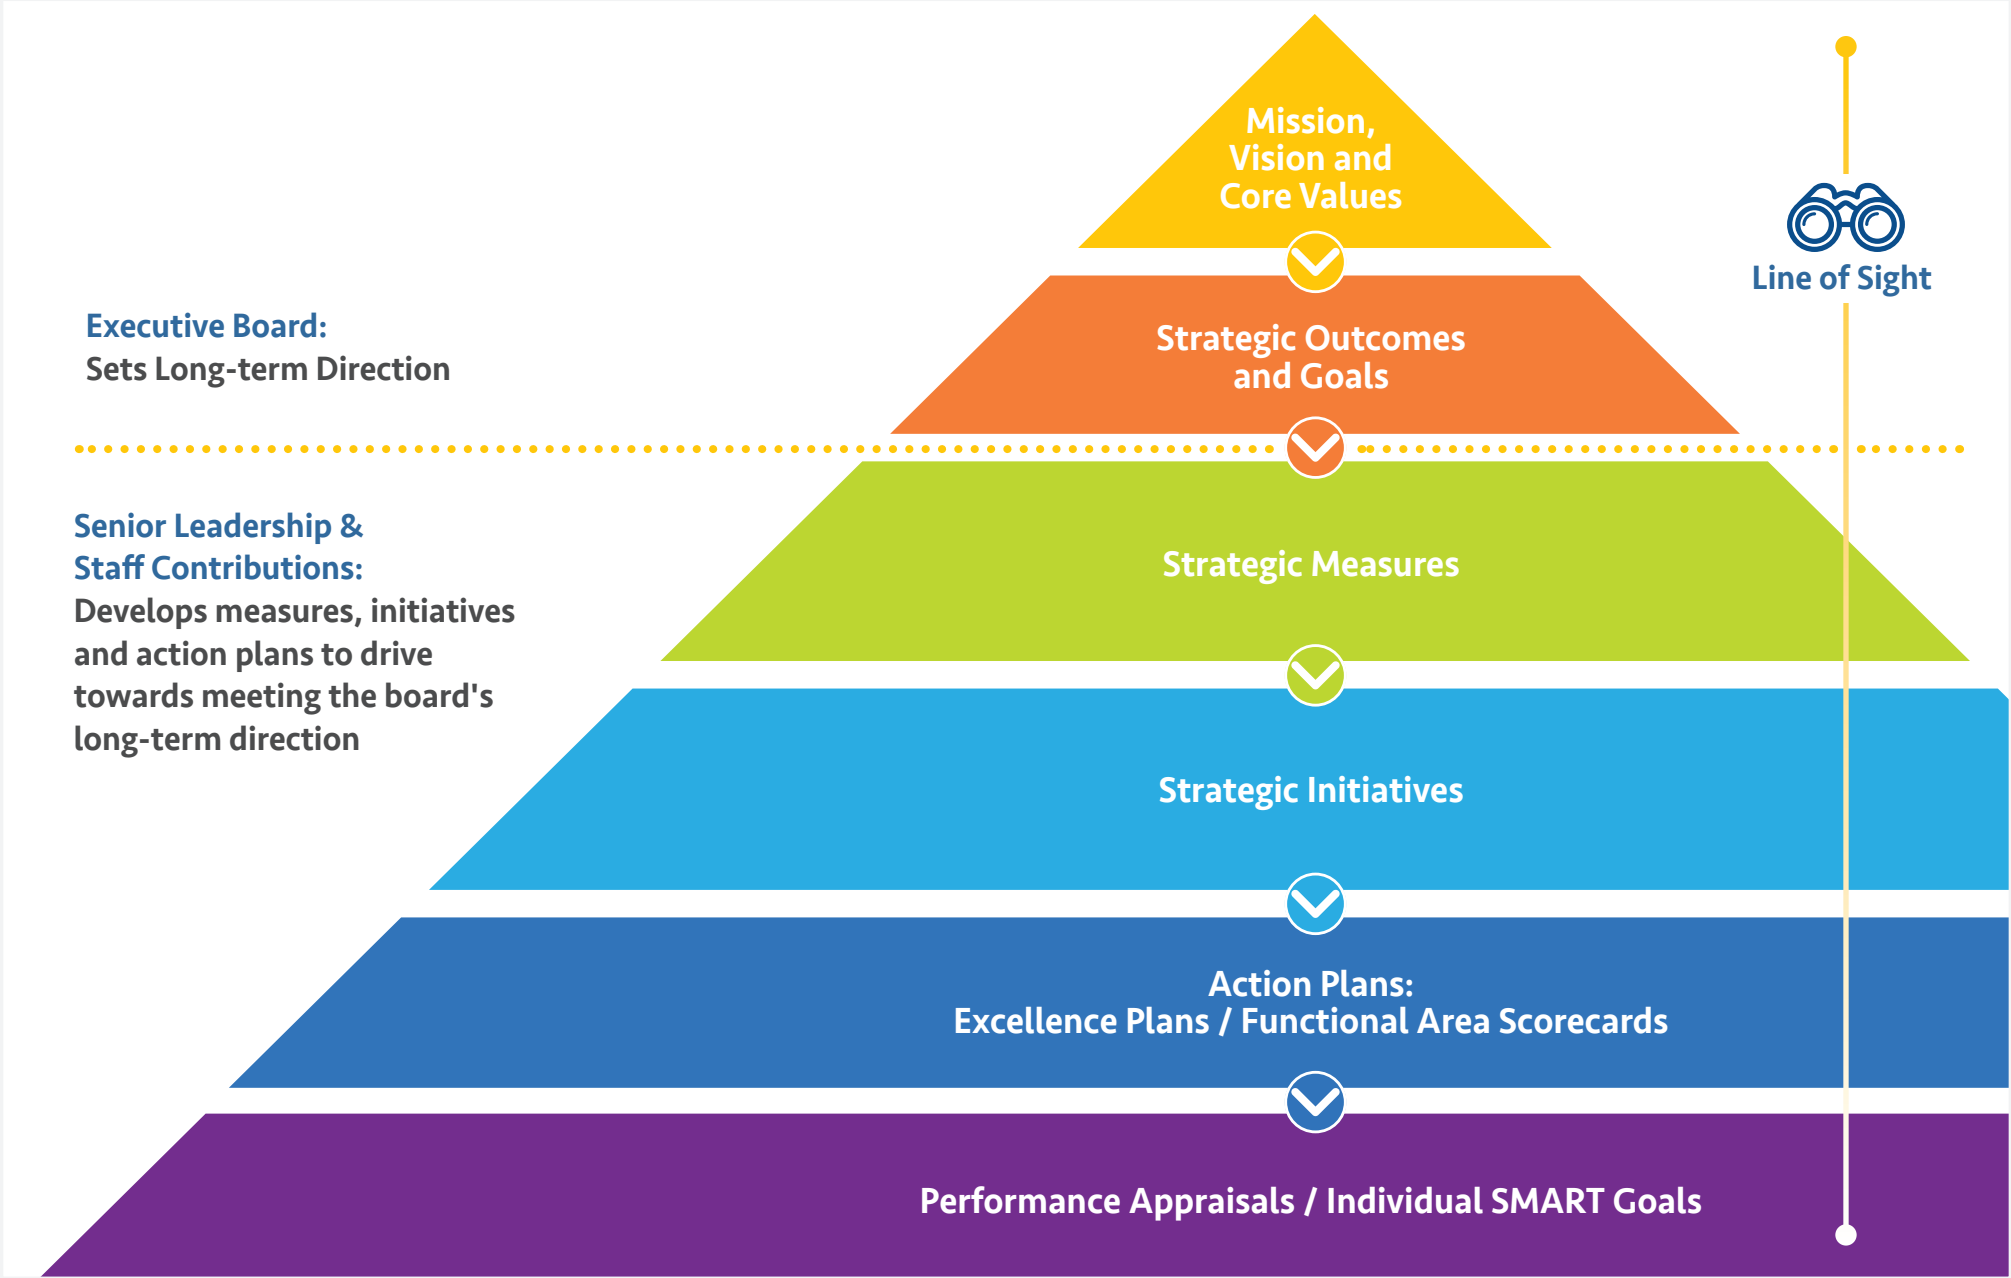 Mission,
Vision and
Core Values
Line of Sight
Executive Board:
Sets Long-term Direction
Strategic Outcomes
and Goals
Senior Leadership &
Staff Contributions:
Develops measures, initiatives
and action plans to drive
towards meeting the board's
long-term direction
Strategic Measures
Strategic Initiatives
Action Plans:
Excellence Plans / Functional Area Scorecards
Performance Appraisals / Individual SMART Goals